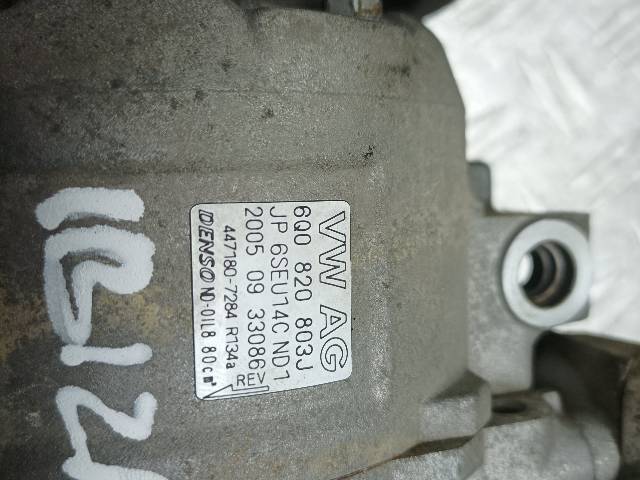 VW AG
6Q0 820 803J
JP 6SEU14C ND1
2005 09 33086
REV
447180-7284 R134a
DENSO ND-OIL8 80cm³
IBIZA